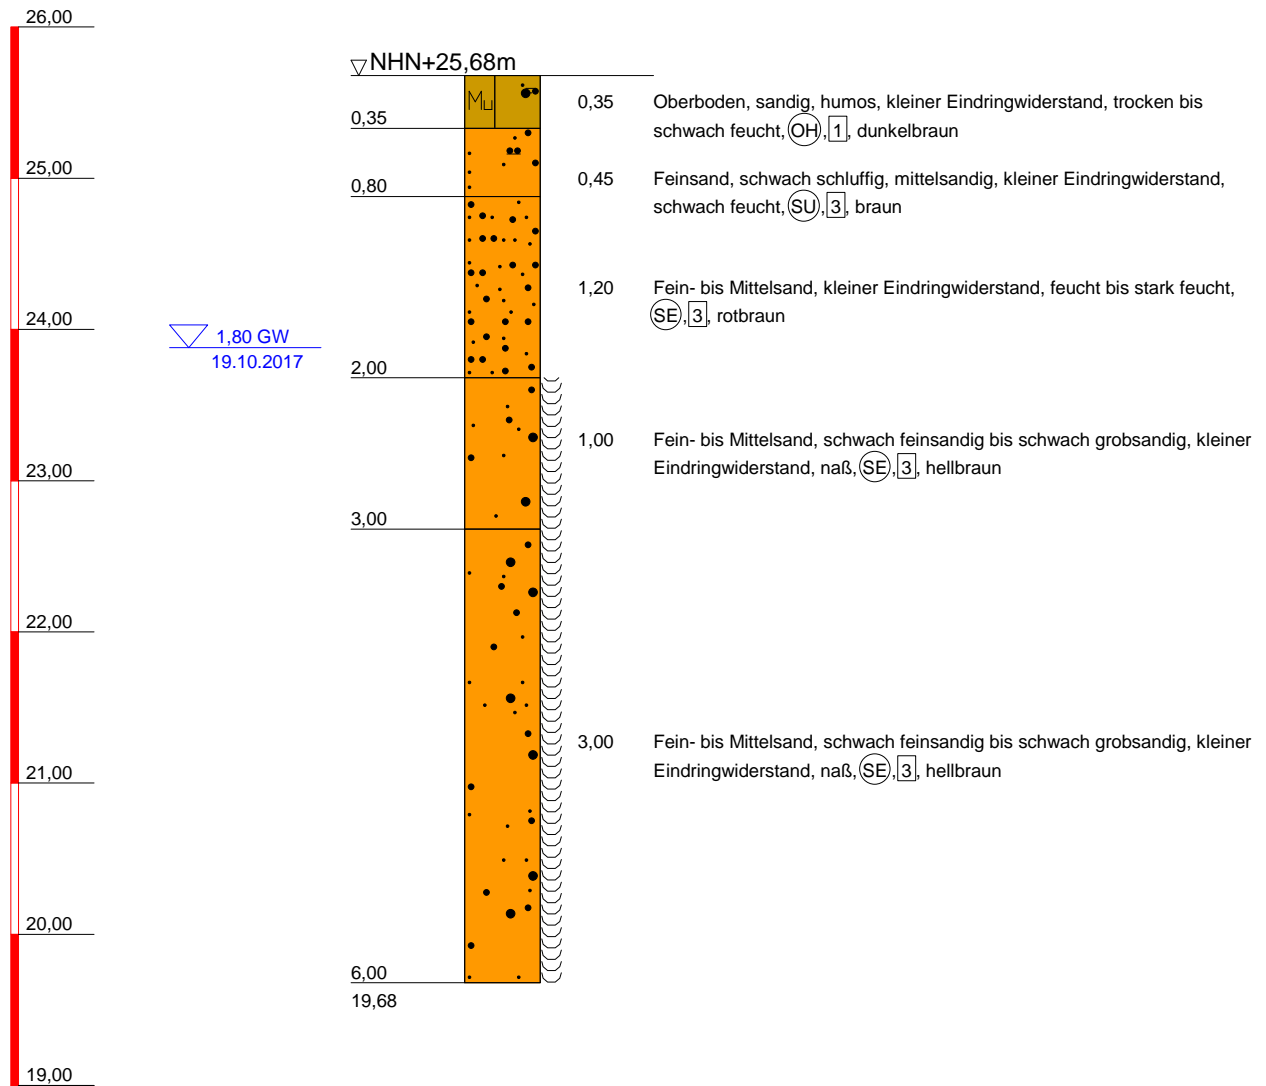 26,00
NHN+25,68m
Mu
0,35
0,35 Oberboden, sandig, humos, kleiner Eindringwiderstand, trocken bis
schwach feucht, OH, 1, dunkelbraun
25,00
0,80
0,45 Feinsand, schwach schluffig, mittelsandig, kleiner Eindringwiderstand,
schwach feucht, SU, 3, braun
1,20 Fein- bis Mittelsand, kleiner Eindringwiderstand, feucht bis stark feucht,
SE, 3, rotbraun
24,00
1,80 GW
19.10.2017
2,00
1,00 Fein- bis Mittelsand, schwach feinsandig bis schwach grobsandig, kleiner
Eindringwiderstand, naß, SE, 3, hellbraun
23,00
3,00
22,00
3,00 Fein- bis Mittelsand, schwach feinsandig bis schwach grobsandig, kleiner
Eindringwiderstand, naß, SE, 3, hellbraun
21,00
20,00
6,00
19,68
19,00